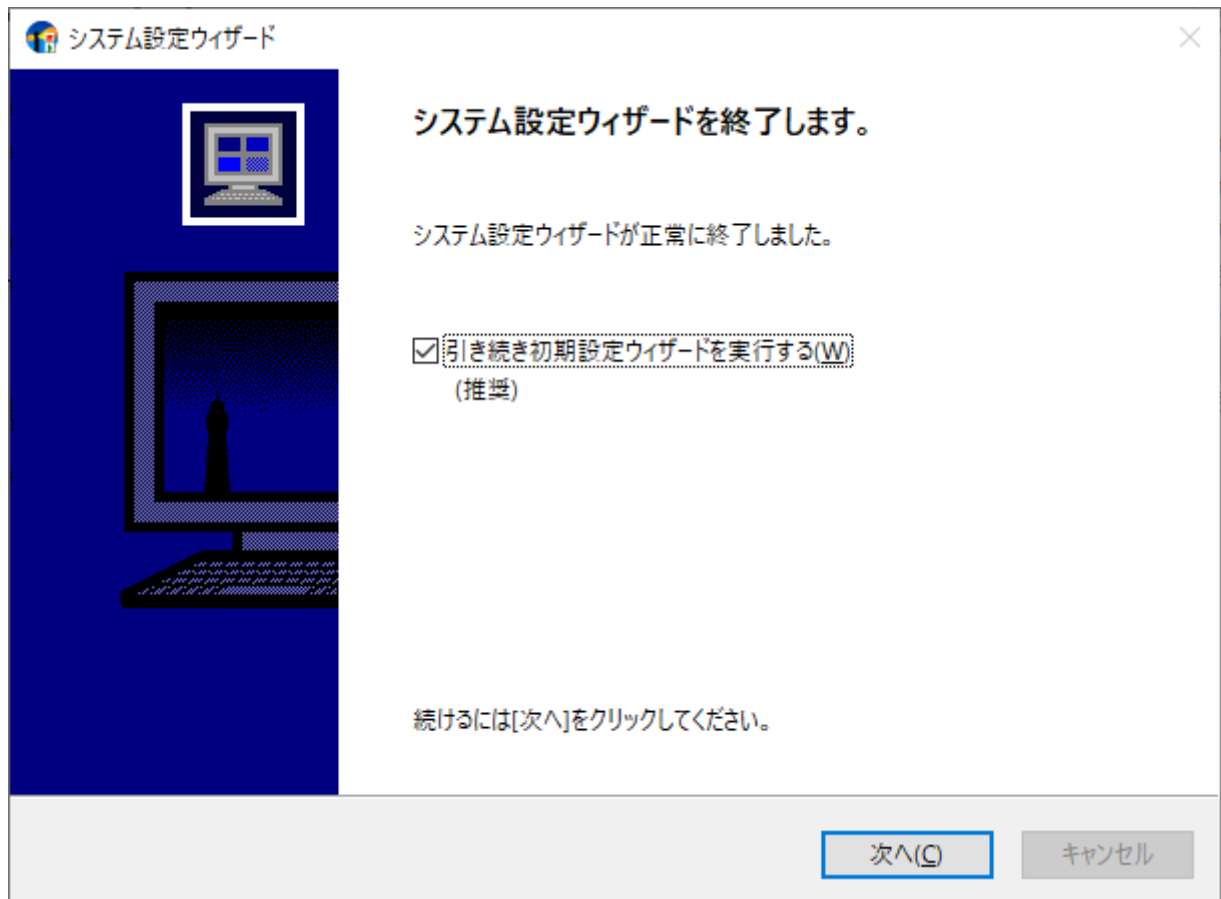 システム設定ウィザード
システム設定ウィザードを終了します。
システム設定ウィザードが正常に終了しました。
引き続き初期設定ウィザードを実行する(W)
(推奨)
続けるには[次へ]をクリックしてください。
次へ(C)
キャンセル